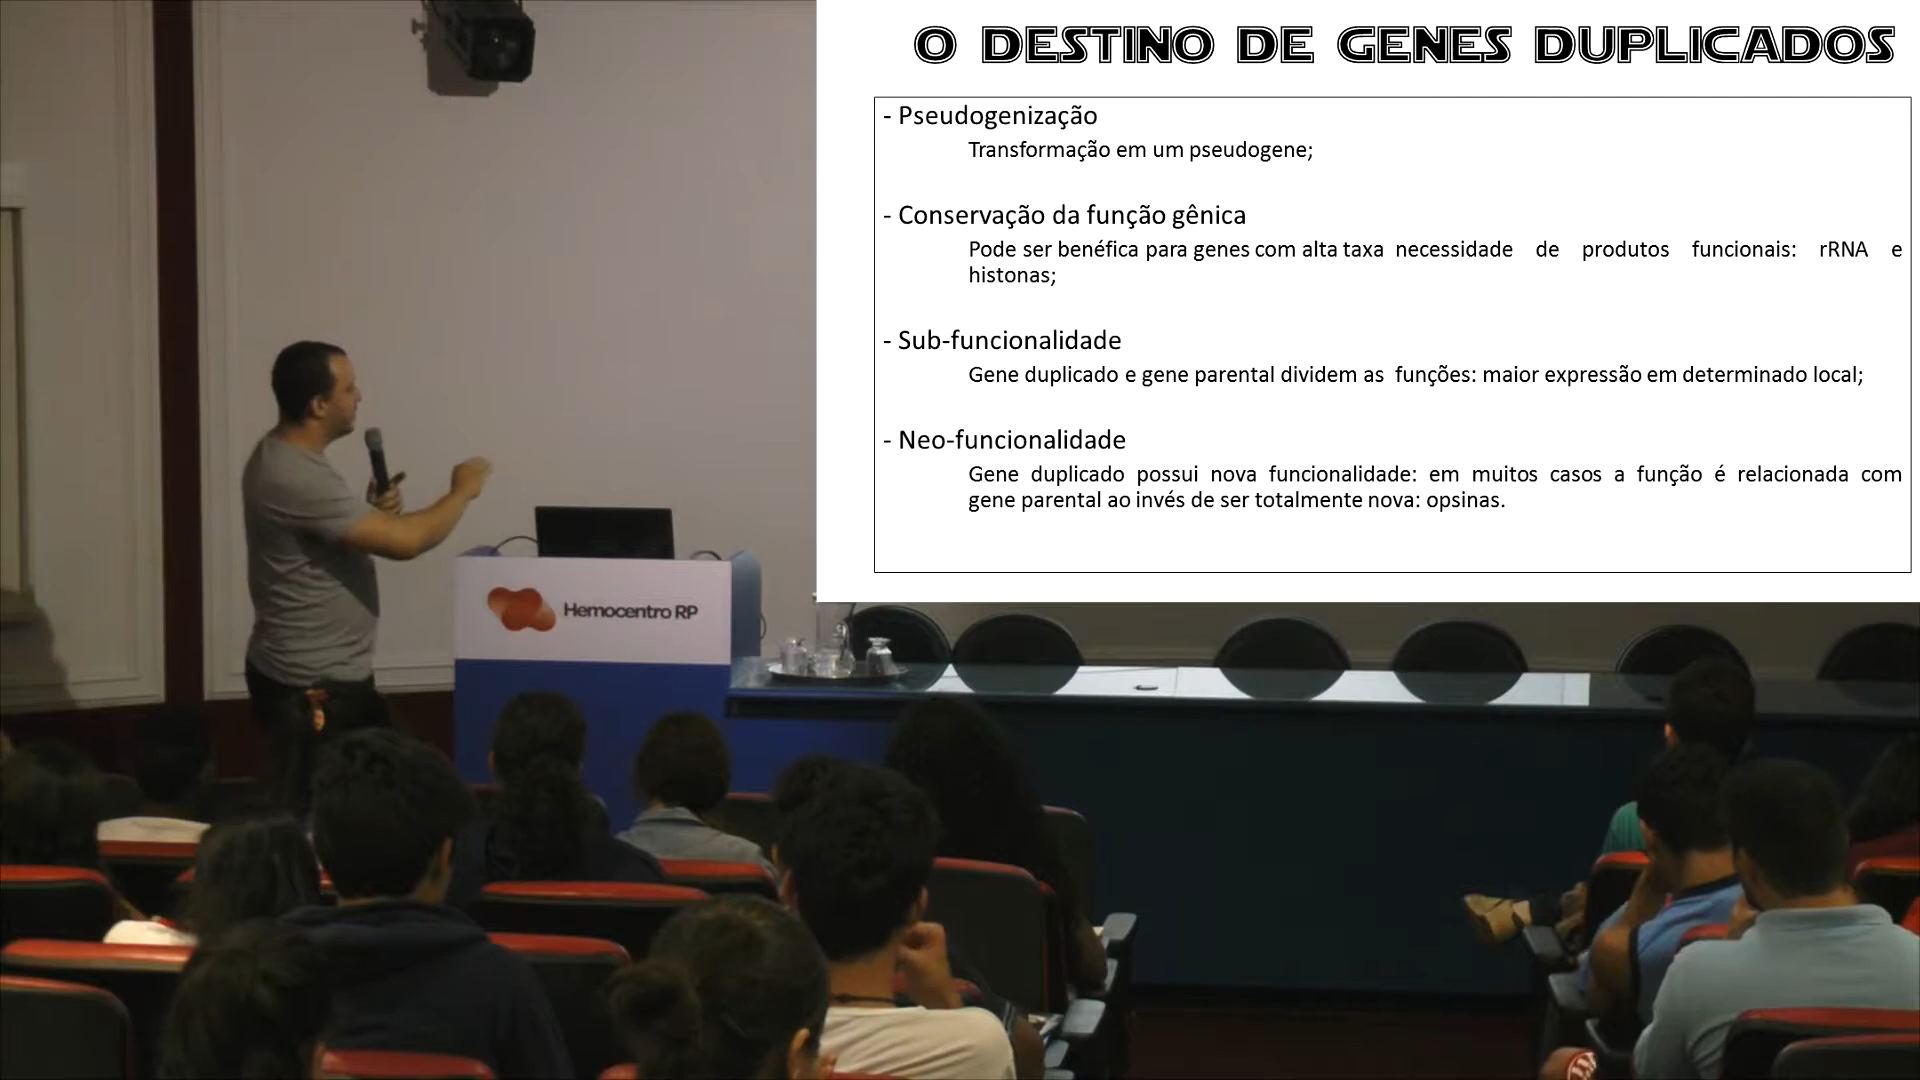 O DESTINO DE GENES DUPLICADOS
- Pseudogenização
Transformação em um pseudogene;
- Conservação da função gênica
Pode ser benéfica para genes com alta taxa necessidade de produtos funcionais: rRNA e
histonas;
- Sub-funcionalidade
Gene duplicado e gene parental dividem as funções: maior expressão em determinado local;
- Neo-funcionalidade
Gene duplicado possui nova funcionalidade: em muitos casos a função é relacionada com
gene parental ao invés de ser totalmente nova: opsinas.
Hemocentro RP